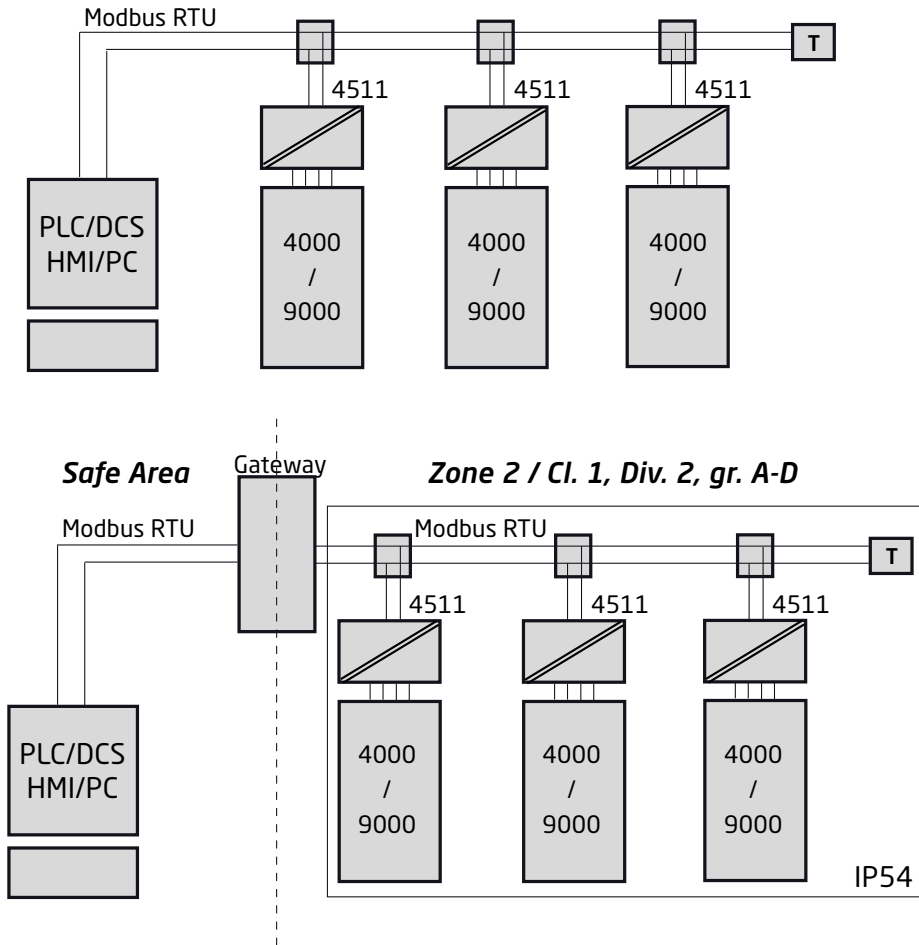 Modbus RTU
T
4511
4511
4511
PLC/DCS
HMI/PC
4000
/
9000
4000
/
9000
4000
/
9000
Safe Area
Gateway
Zone 2 / Cl. 1, Div. 2, gr. A-D
Modbus RTU
Modbus RTU
T
4511
4511
4511
PLC/DCS
HMI/PC
4000
/
9000
4000
/
9000
4000
/
9000
IP54